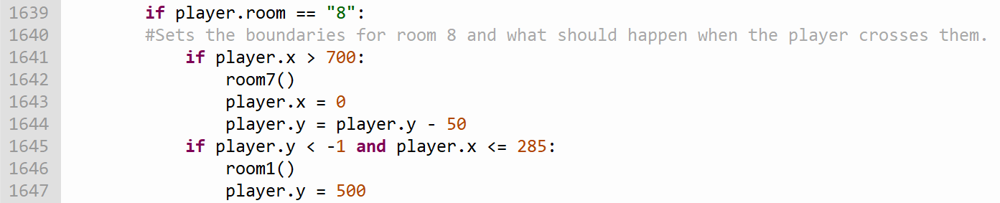 1639 if player.room == "8":
1640 #Sets the boundaries for room 8 and what should happen when the player crosses them.
1641 if player.x > 700:
1642 room7()
1643 player.x = 0
1644 player.y = player.y - 50
1645 if player.y < -1 and player.x <= 285:
1646 room1()
1647 player.y = 500